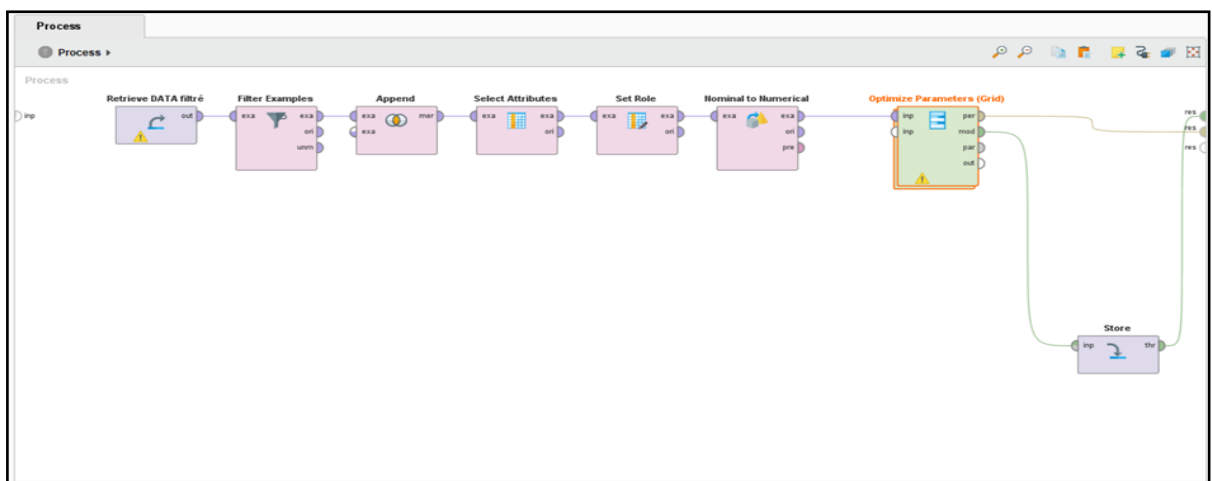 Process
Process
Process
Retrieve DATA filtré
Filter Examples
Append
Select Attributes
Set Role
Nominal to Numerical
Optimize Parameters (Grid)
inp
out
exa
exa
ori
unm
exa
mer
exa
exa
exa
ori
exa
exa
ori
exa
exa
ori
pre
inp
per
inp
mod
par
out
res
res
res
Store
inp
thr